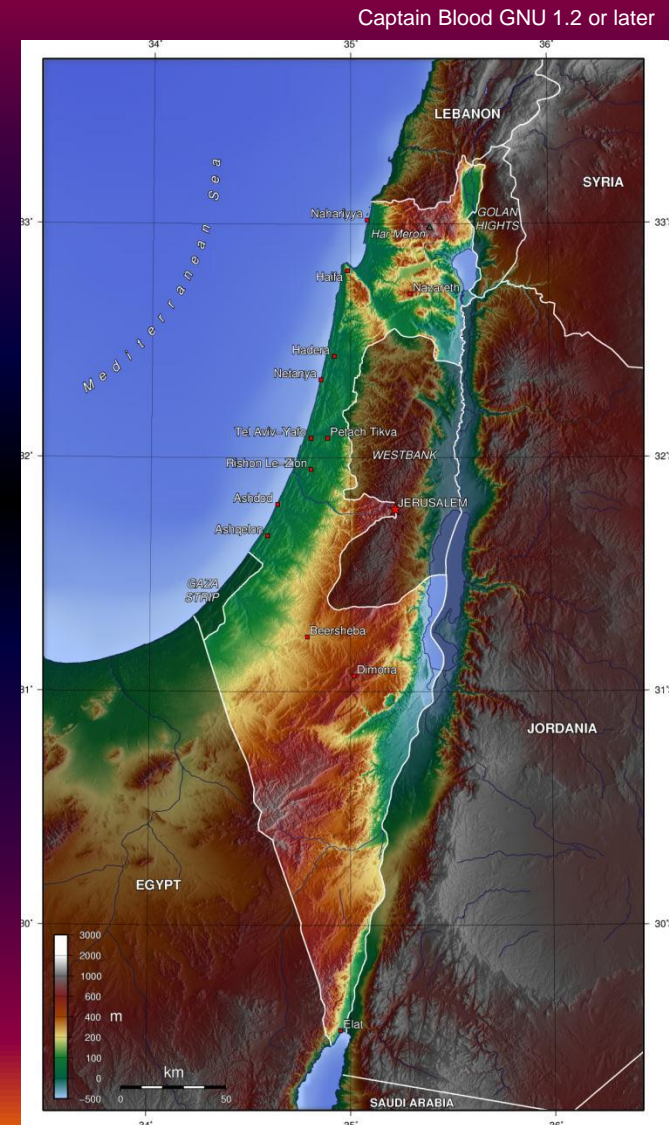 Captain Blood GNU 1.2 or later
34°
35°
36°
LEBANON
SYRIA
Mediterranean Sea
33°
33°
Nahariyya
GOLAN
HIGHTS
Har Meron
Haifa
Nazareth
Hadera
Netanya
Tel Aviv-Yafo
Petach Tikva
32°
32°
WESTBANK
Rishon Le-Zion
Ashdod
JERUSALEM
Ashqelon
GAZA
STRIP
Beersheba
Dimona
31°
31°
JORDANIA
EGYPT
30°
30°
3000
2000
1000
600
400
200
100
0
-500
m
Elat
km
0
50
SAUDI ARABIA
34°
35°
36°